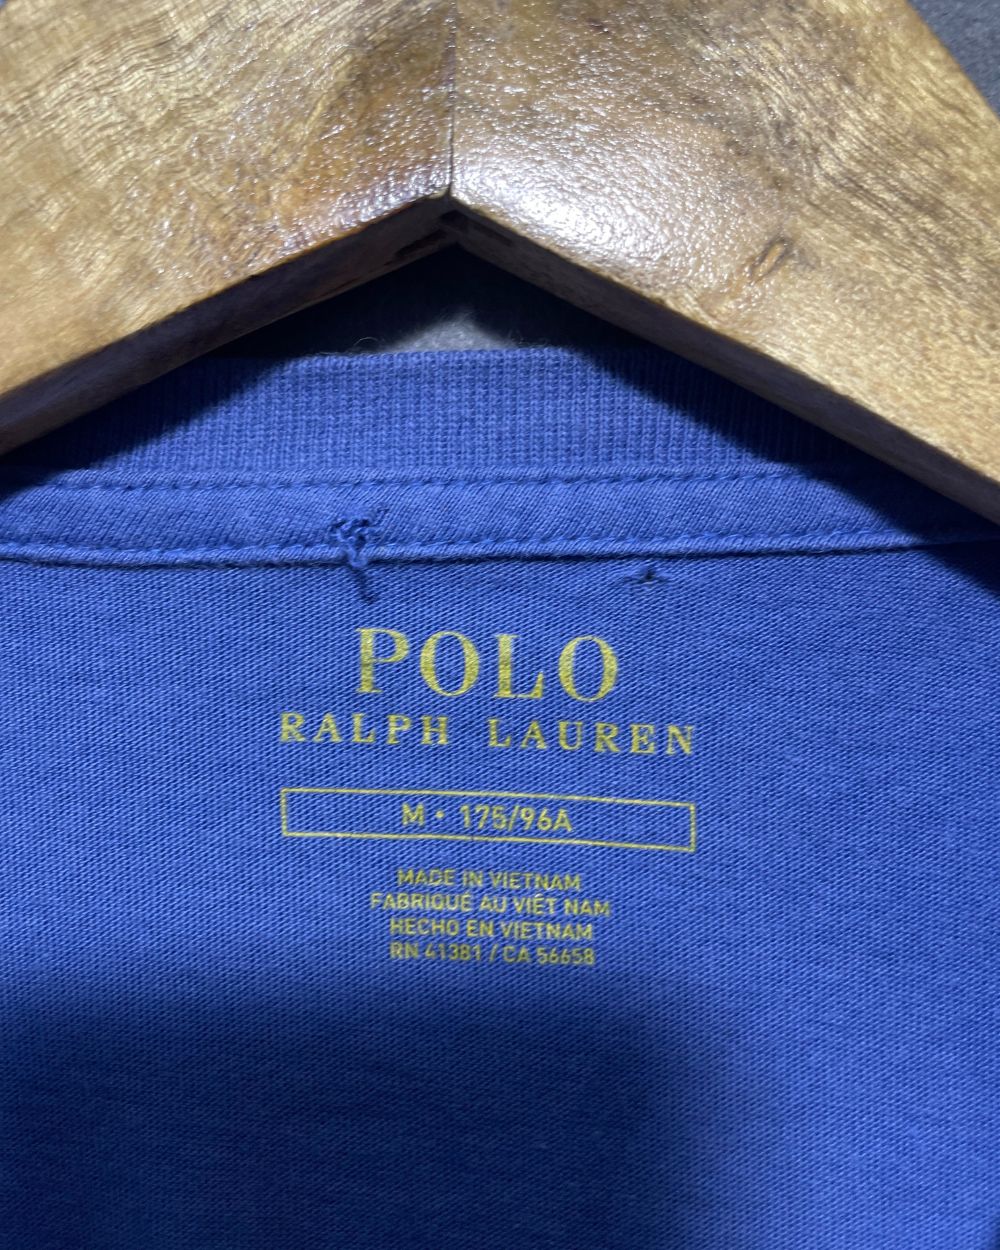 POLO
RALPH LAUREN
M • 175/96A
MADE IN VIETNAM
FABRIQUÉ AU VIÊT NAM
HECHO EN VIETNAM
RN 41381 / CA 56658